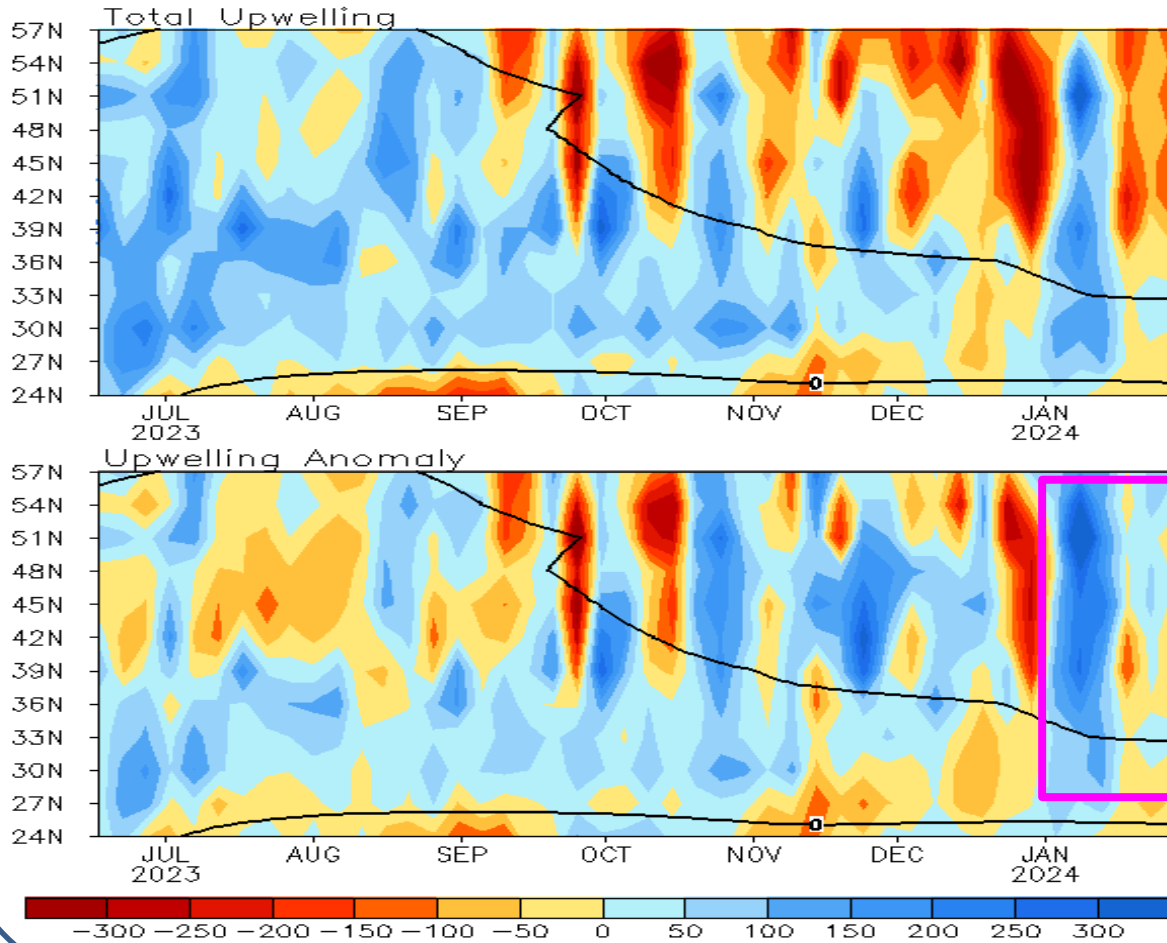 Total Upwelling
57N
54N
51N
48N
45N
42N
39N
36N
33N
30N
27N
24N
0
JUL AUG SEP OCT NOV DEC JAN
2023 2024
Upwelling Anomaly
57N
54N
51N
48N
45N
42N
39N
36N
33N
30N
27N
24N
0
JUL AUG SEP OCT NOV DEC JAN
2023 2024
-300 -250 -200 -150 -100 -50 0 50 100 150 200 250 300